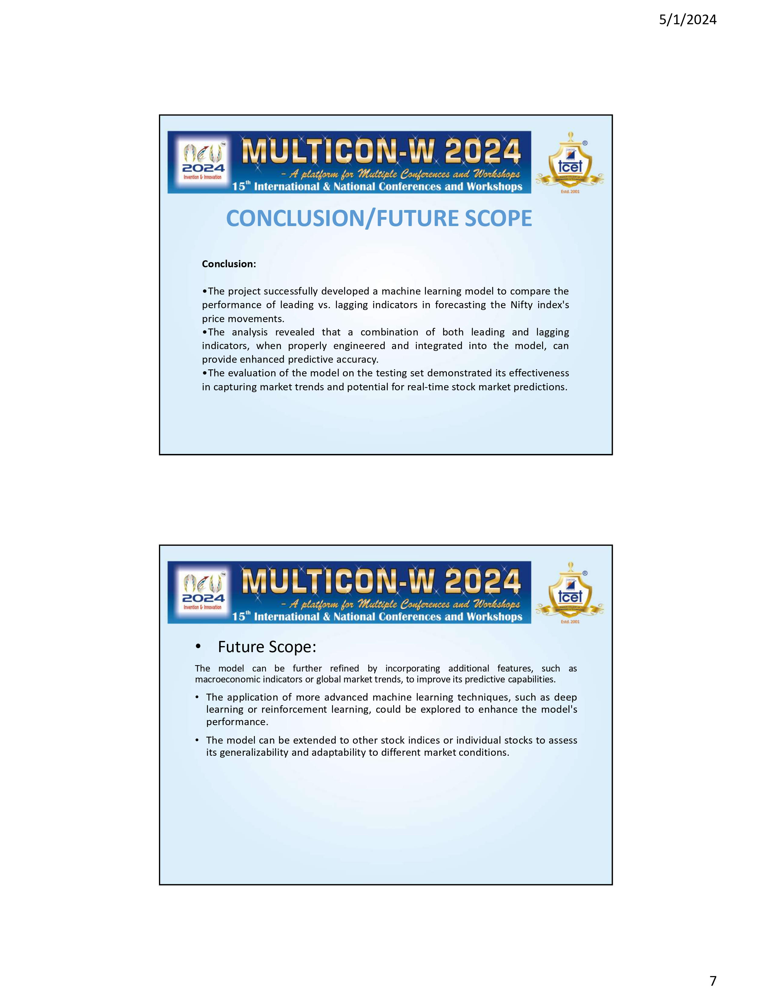 5/1/2024
TM
2024
Invention & Innovation
MULTICON-W 2024
- A platform for Multiple Conferences and Workshops
15th International & National Conferences and Workshops
®
tcet
Estd. 2001
CONCLUSION/FUTURE SCOPE
Conclusion:
•The project successfully developed a machine learning model to compare the
performance of leading vs. lagging indicators in forecasting the Nifty index's
price movements.
•The analysis revealed that a combination of both leading and lagging
indicators, when properly engineered and integrated into the model, can
provide enhanced predictive accuracy.
•The evaluation of the model on the testing set demonstrated its effectiveness
in capturing market trends and potential for real-time stock market predictions.
TM
2024
Invention & Innovation
MULTICON-W 2024
- A platform for Multiple Conferences and Workshops
15th International & National Conferences and Workshops
®
tcet
Estd. 2001
• Future Scope:
The model can be further refined by incorporating additional features, such as
macroeconomic indicators or global market trends, to improve its predictive capabilities.
• The application of more advanced machine learning techniques, such as deep
learning or reinforcement learning, could be explored to enhance the model's
performance.
• The model can be extended to other stock indices or individual stocks to assess
its generalizability and adaptability to different market conditions.
7